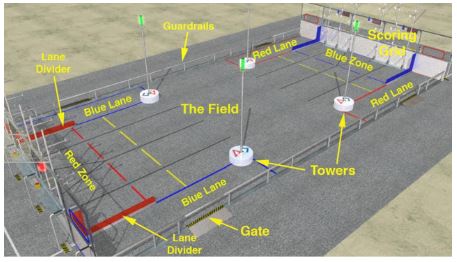 Guardrails
Scoring
Grid
Lane
Divider
Red Lane
Blue Zone
Blue Lane
The Field
Red Lane
Red Zone
Blue Lane
Towers
Lane
Divider
Gate